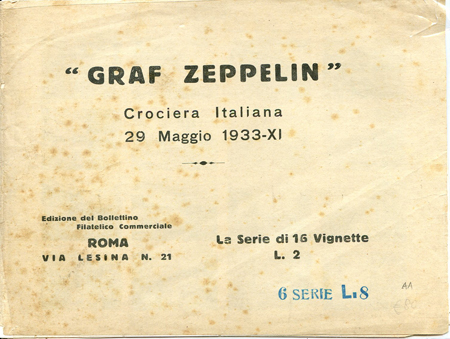 “ GRAF ZEPPELIN ”
Crociera Italiana
29 Maggio 1933-XI
Edizione del Bollettino
Filatelico Commerciale
ROMA
VIA LESINA N. 21
La Serie di 16 Vignette
L. 2
6 SERIE L.8
AA